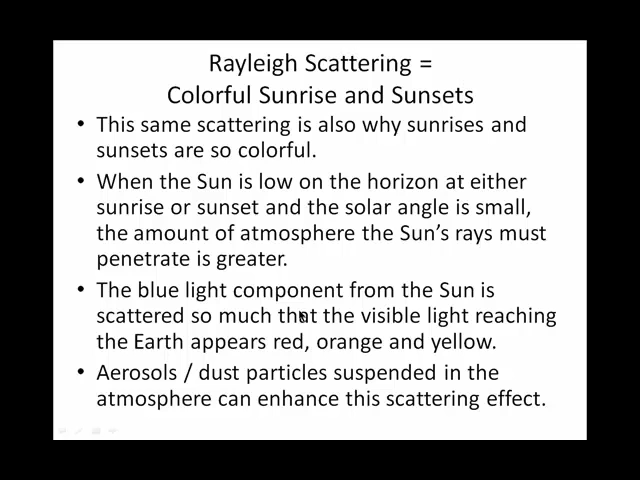 Rayleigh Scattering =
Colorful Sunrise and Sunsets
• This same scattering is also why sunrises and
sunsets are so colorful.
• When the Sun is low on the horizon at either
sunrise or sunset and the solar angle is small,
the amount of atmosphere the Sun's rays must
penetrate is greater.
• The blue light component from the Sun is
scattered so much that the visible light reaching
the Earth appears red, orange and yellow.
• Aerosols / dust particles suspended in the
atmosphere can enhance this scattering effect.